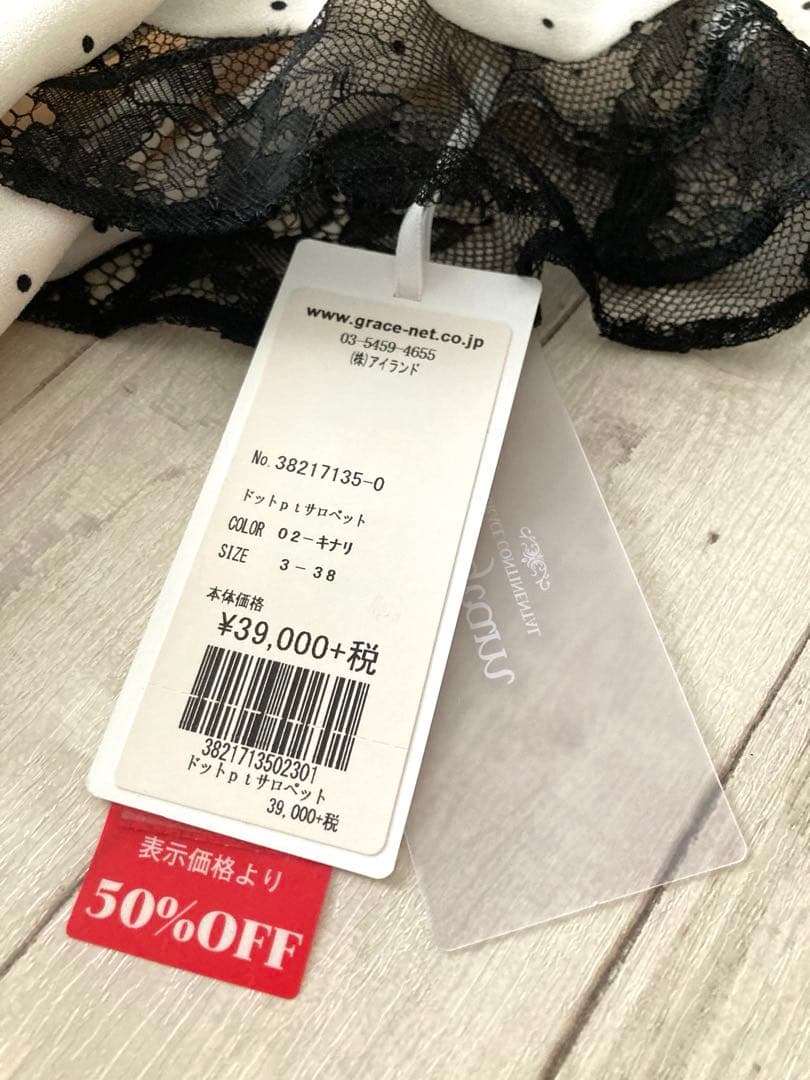 www.grace-net.co.jp
03-5459-4655
(株)アイランド
No. 38217135-0
ドットptサロペット
COLOR 02-キナリ
SIZE 3-38
本体価格
¥39,000+税
3821713502301
ドットptサロペット
39,000+税
表示価格より
50%OFF
CONTINENTAL